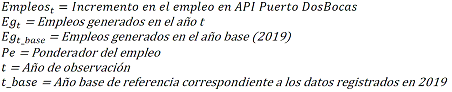 Empleos_t = Incremento en el empleo en API Puerto DosBocas
Eg_t = Empleos generados en el año t
Eg_t_base = Empleos generados en el año base (2019)
Pe = Ponderador del empleo
t = Año de observación
t_base = Año base de referencia correspondiente a los datos registrados en 2019